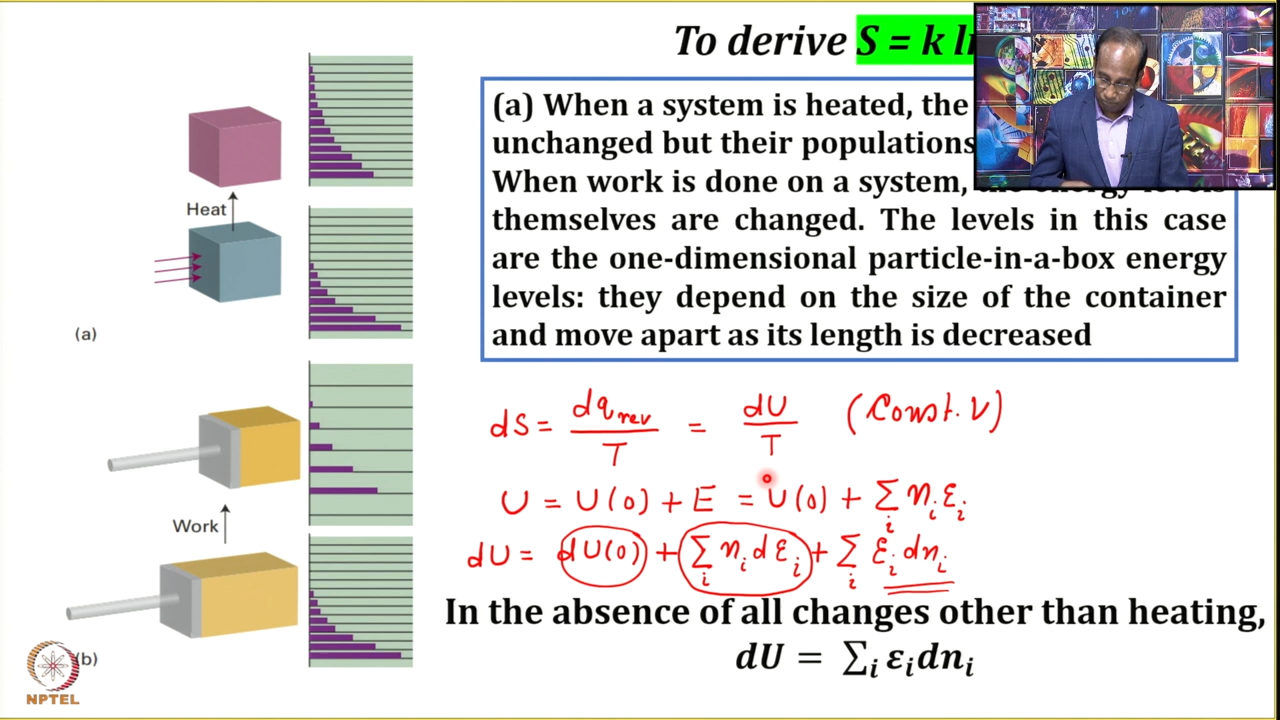 To derive S = k l
(a) When a system is heated, the
unchanged but their populations
When work is done on a system, the energy levels
themselves are changed. The levels in this case
are the one-dimensional particle-in-a-box energy
levels: they depend on the size of the container
and move apart as its length is decreased
Heat
(a)
Work
(b)
dS = dq_rev / T = dU / T (Const. V)
U = U(0) + E = U(0) + Σ_i n_i ε_i
dU = dU(0) + Σ_i n_i dε_i + Σ_i ε_i dn_i
In the absence of all changes other than heating,
dU = Σ_i ε_i dn_i
NPTEL